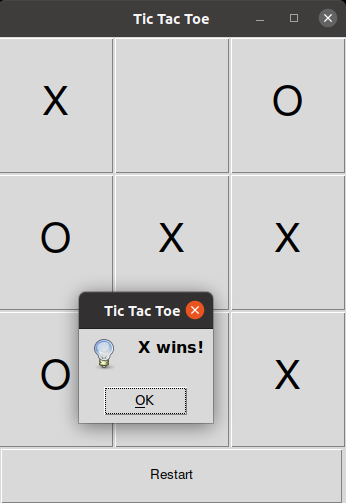 Tic Tac Toe
X O
O X X
Tic Tac Toe
X wins!
O X
OK
Restart